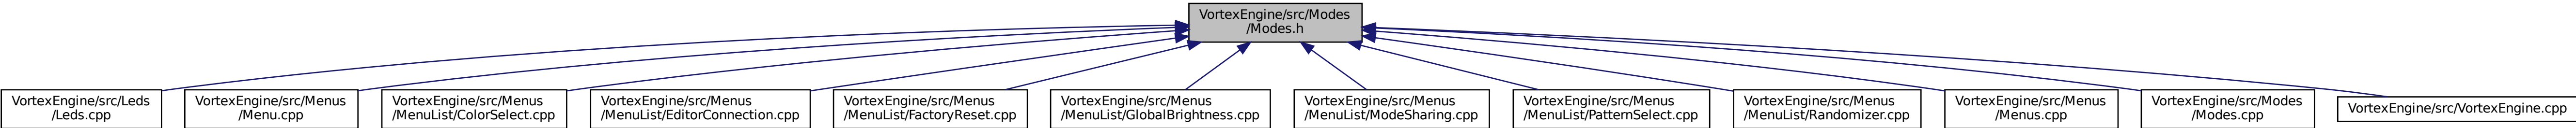 VortexEngine/src/Modes
/Modes.h
VortexEngine/src/Leds
/Leds.cpp
VortexEngine/src/Menus
/Menu.cpp
VortexEngine/src/Menus
/MenuList/ColorSelect.cpp
VortexEngine/src/Menus
/MenuList/EditorConnection.cpp
VortexEngine/src/Menus
/MenuList/FactoryReset.cpp
VortexEngine/src/Menus
/MenuList/GlobalBrightness.cpp
VortexEngine/src/Menus
/MenuList/ModeSharing.cpp
VortexEngine/src/Menus
/MenuList/PatternSelect.cpp
VortexEngine/src/Menus
/MenuList/Randomizer.cpp
VortexEngine/src/Menus
/Menus.cpp
VortexEngine/src/Modes
/Modes.cpp
VortexEngine/src/VortexEngine.cpp